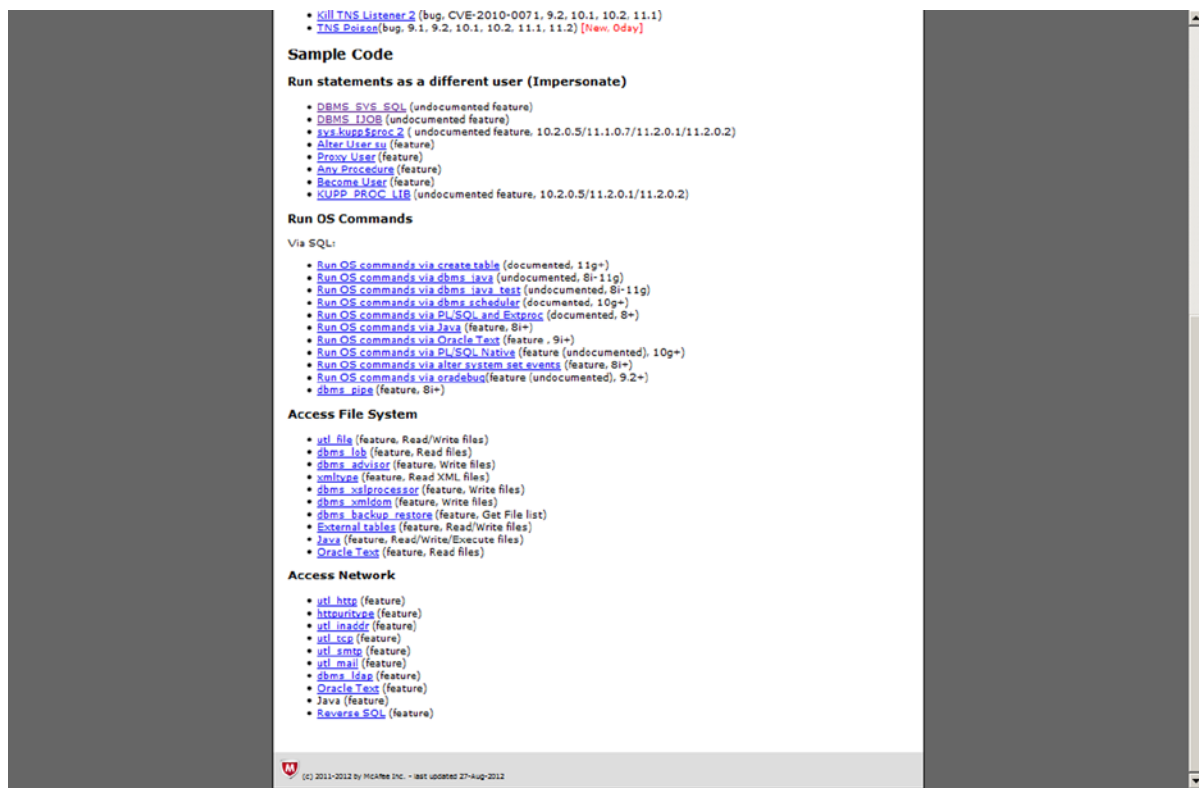 • Kill TNS Listener 2 (bug, CVE-2010-0071, 9.2, 10.1, 10.2, 11.1)
• TNS Poison(bug, 9.1, 9.2, 10.1, 10.2, 11.1, 11.2) [New, 0day]
Sample Code
Run statements as a different user (Impersonate)
• DBMS_SYS_SQL (undocumented feature)
• DBMS_IJOB (undocumented feature)
• sys.kupp$proc 2 ( undocumented feature, 10.2.0.5/11.1.0.7/11.2.0.1/11.2.0.2)
• Alter User su (feature)
• Proxy User (feature)
• Any Procedure (feature)
• Become User (feature)
• KUPP_PROC_LIB (undocumented feature, 10.2.0.5/11.2.0.1/11.2.0.2)
Run OS Commands
Via SQL:
• Run OS commands via create table (documented, 11g+)
• Run OS commands via dbms_java (undocumented, 8i-11g)
• Run OS commands via dbms_java_test (undocumented, 8i-11g)
• Run OS commands via dbms_scheduler (documented, 10g+)
• Run OS commands via PL/SQL and Extproc (documented, 8+)
• Run OS commands via Java (feature, 8i+)
• Run OS commands via Oracle Text (feature , 9i+)
• Run OS commands via PL/SQL Native (feature (undocumented), 10g+)
• Run OS commands via alter system set events (feature, 8i+)
• Run OS commands via oradebug(feature (undocumented), 9.2+)
• dbms_pipe (feature, 8i+)
Access File System
• utl_file (feature, Read/Write files)
• dbms_lob (feature, Read files)
• dbms_advisor (feature, Write files)
• xmltype (feature, Read XML files)
• dbms_xslprocessor (feature, Write files)
• dbms_xmldom (feature, Write files)
• dbms_backup_restore (feature, Get File list)
• External tables (feature, Read/Write files)
• Java (feature, Read/Write/Execute files)
• Oracle Text (feature, Read files)
Access Network
• utl_http (feature)
• httpuritype (feature)
• utl_inaddr (feature)
• utl_tcp (feature)
• utl_smtp (feature)
• utl_mail (feature)
• dbms_ldap (feature)
• Oracle Text (feature)
• Java (feature)
• Reverse SQL (feature)
(c) 2011-2012 by McAfee Inc. - last updated 27-Aug-2012